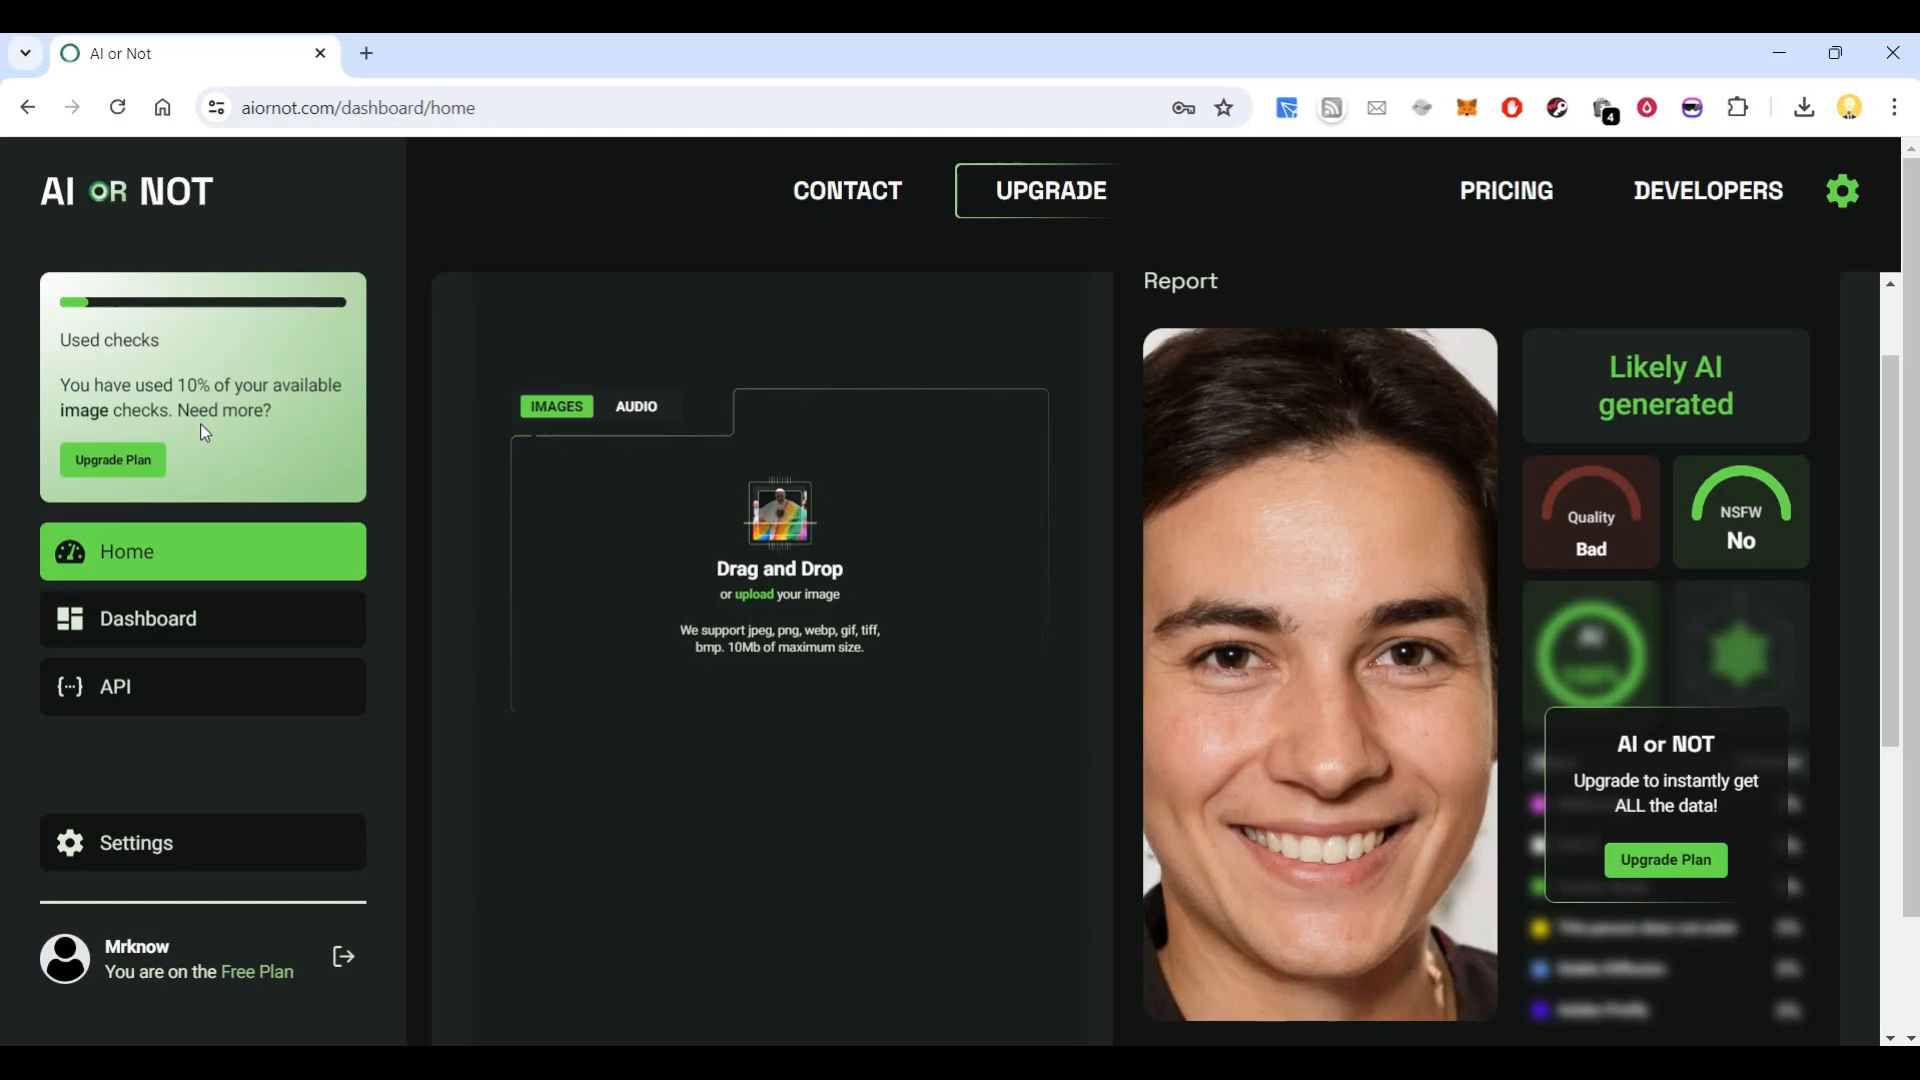 AI or Not
aiornot.com/dashboard/home
4
AI OR NOT
CONTACT
UPGRADE
PRICING
DEVELOPERS
Used checks
You have used 10% of your available
image checks. Need more?
Upgrade Plan
Home
Dashboard
API
Settings
Mrknow
You are on the Free Plan
IMAGES
AUDIO
Drag and Drop
or upload your image
We support jpeg, png, webp, gif, tiff,
bmp. 10Mb of maximum size.
Report
Likely AI
generated
Quality
Bad
NSFW
No
AI or NOT
Upgrade to instantly get
ALL the data!
Upgrade Plan